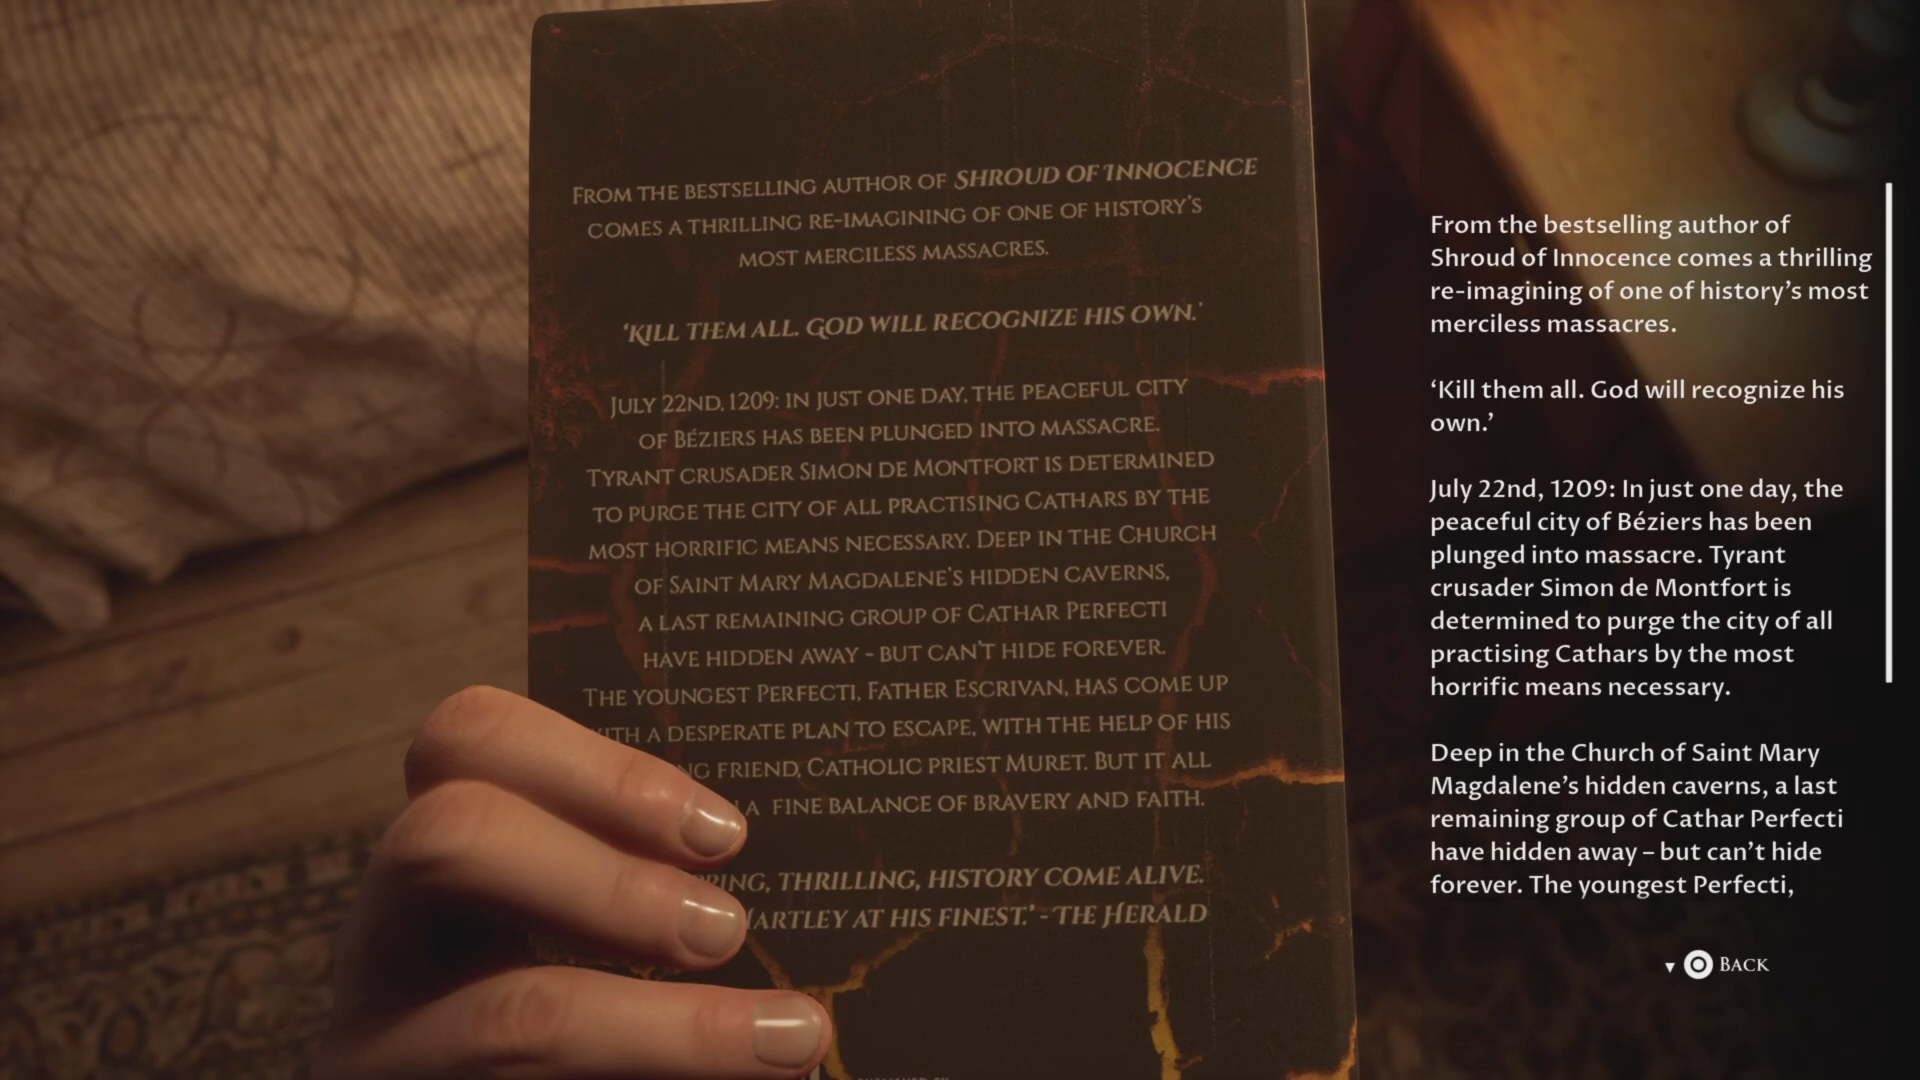 FROM THE BESTSELLING AUTHOR OF SHROUD OF INNOCENCE
COMES A THRILLING RE-IMAGINING OF ONE OF HISTORY'S
MOST MERCILESS MASSACRES.
‘KILL THEM ALL. GOD WILL RECOGNIZE HIS OWN.’
JULY 22ND, 1209: IN JUST ONE DAY, THE PEACEFUL CITY
OF BÉZIERS HAS BEEN PLUNGED INTO MASSACRE.
TYRANT CRUSADER SIMON DE MONTFORT IS DETERMINED
TO PURGE THE CITY OF ALL PRACTISING CATHARS BY THE
MOST HORRIFIC MEANS NECESSARY. DEEP IN THE CHURCH
OF SAINT MARY MAGDALENE'S HIDDEN CAVERNS,
A LAST REMAINING GROUP OF CATHAR PERFECTI
HAVE HIDDEN AWAY - BUT CAN'T HIDE FOREVER.
THE YOUNGEST PERFECTI, FATHER ESCRIVAN, HAS COME UP
A DESPERATE PLAN TO ESCAPE, WITH THE HELP OF HIS
FRIEND, CATHOLIC PRIEST MURET. BUT IT ALL
A FINE BALANCE OF BRAVERY AND FAITH.
THRILLING, HISTORY COME ALIVE.
HARTLEY AT HIS FINEST.’ - THE HERALD
From the bestselling author of
Shroud of Innocence comes a thrilling
re-imagining of one of history’s most
merciless massacres.
‘Kill them all. God will recognize his
own.’
July 22nd, 1209: In just one day, the
peaceful city of Béziers has been
plunged into massacre. Tyrant
crusader Simon de Montfort is
determined to purge the city of all
practising Cathars by the most
horrific means necessary.
Deep in the Church of Saint Mary
Magdalene’s hidden caverns, a last
remaining group of Cathar Perfecti
have hidden away – but can’t hide
forever. The youngest Perfecti,
BACK